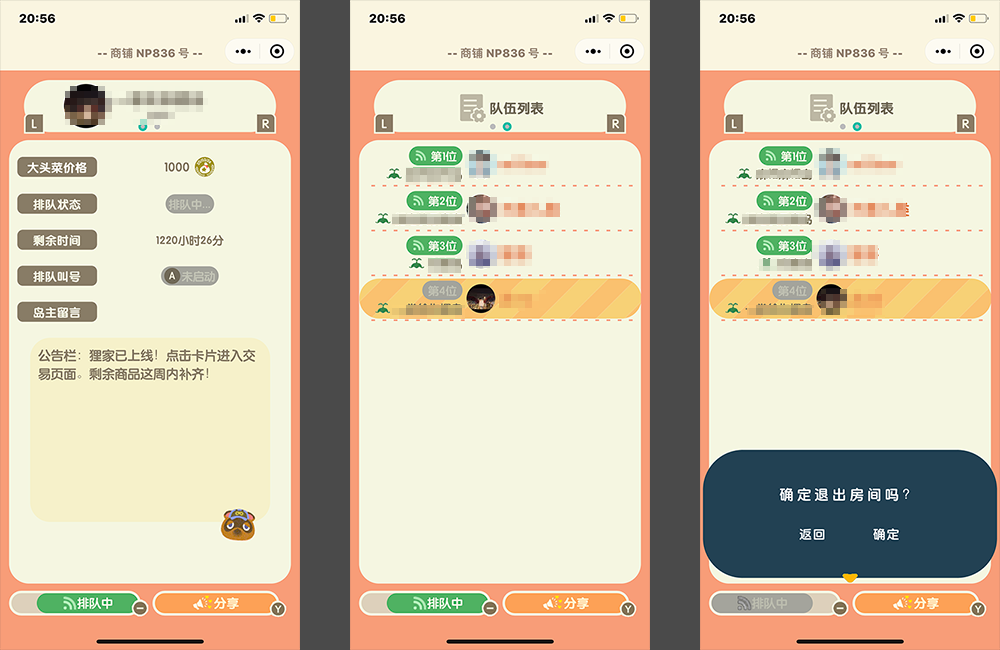 20:56
-- 商铺 NP836 号 --
L
R
大头菜价格
1000
排队状态
排队中...
剩余时间
1220小时26分
排队叫号
A 未启动
岛主留言
公告栏：狸家已上线！点击卡片进入交
易页面。剩余商品这周内补齐！
排队中
分享
Y
20:56
-- 商铺 NP836 号 --
队伍列表
L
R
第1位
第2位
第3位
第4位
排队中
分享
Y
20:56
-- 商铺 NP836 号 --
队伍列表
L
R
第1位
第2位
第3位
第4位
确定退出房间吗？
返回
确定
排队中
分享
Y